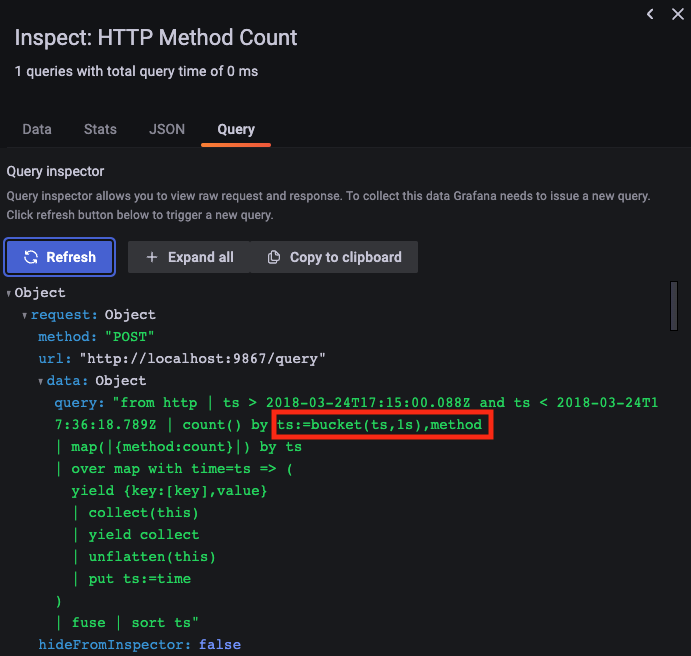 Inspect: HTTP Method Count
1 queries with total query time of 0 ms
Data Stats JSON Query
Query inspector
Query inspector allows you to view raw request and response. To collect this data Grafana needs to issue a new query.
Click refresh button below to trigger a new query.
Refresh + Expand all Copy to clipboard
Object
request: Object
method: "POST"
url: "http://localhost:9867/query"
data: Object
query: "from http | ts > 2018-03-24T17:15:00.088Z and ts < 2018-03-24T1
7:36:18.789Z | count() by ts:=bucket(ts,1s),method
| map(|{method:count}|) by ts
| over map with time=ts => (
yield {key:[key],value}
| collect(this)
| yield collect
| unflatten(this)
| put ts:=time
)
| fuse | sort ts"
hideFromInspector: false